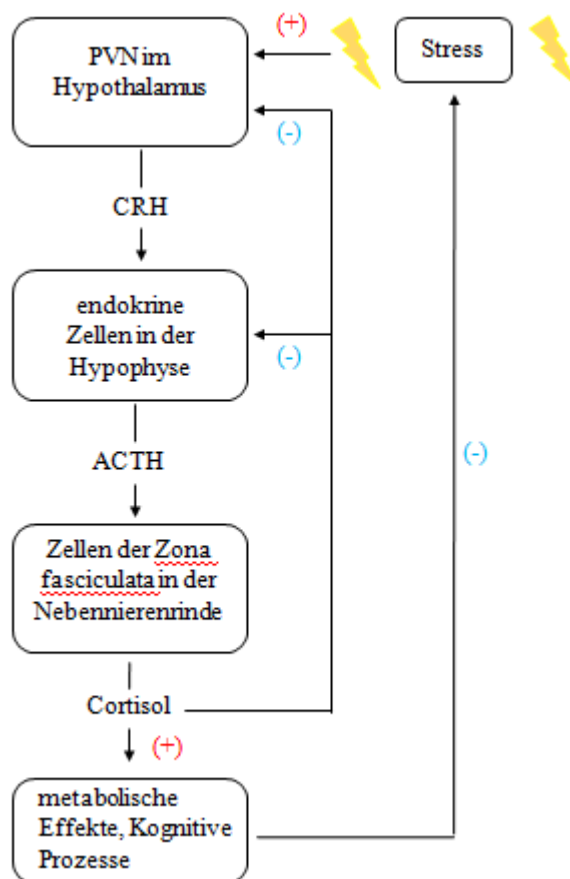 (+)
Stress
PVN im
Hypothalamus
(-)
CRH
endokrine
Zellen in der
Hypophyse
(-)
ACTH
(-)
Zellen der Zona
fasciculata in der
Nebennierenrinde
Cortisol
(+)
metabolische
Effekte, Kognitive
Prozesse